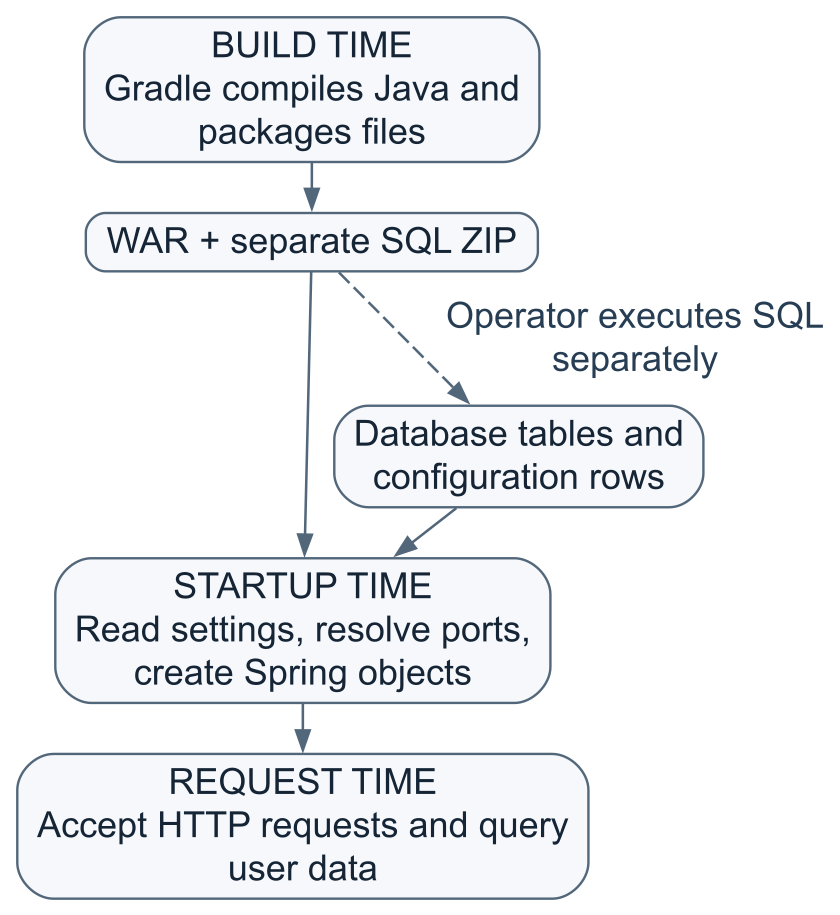 BUILD TIME
Gradle compiles Java and
packages files
WAR + separate SQL ZIP
Operator executes SQL
separately
Database tables and
configuration rows
STARTUP TIME
Read settings, resolve ports,
create Spring objects
REQUEST TIME
Accept HTTP requests and query
user data